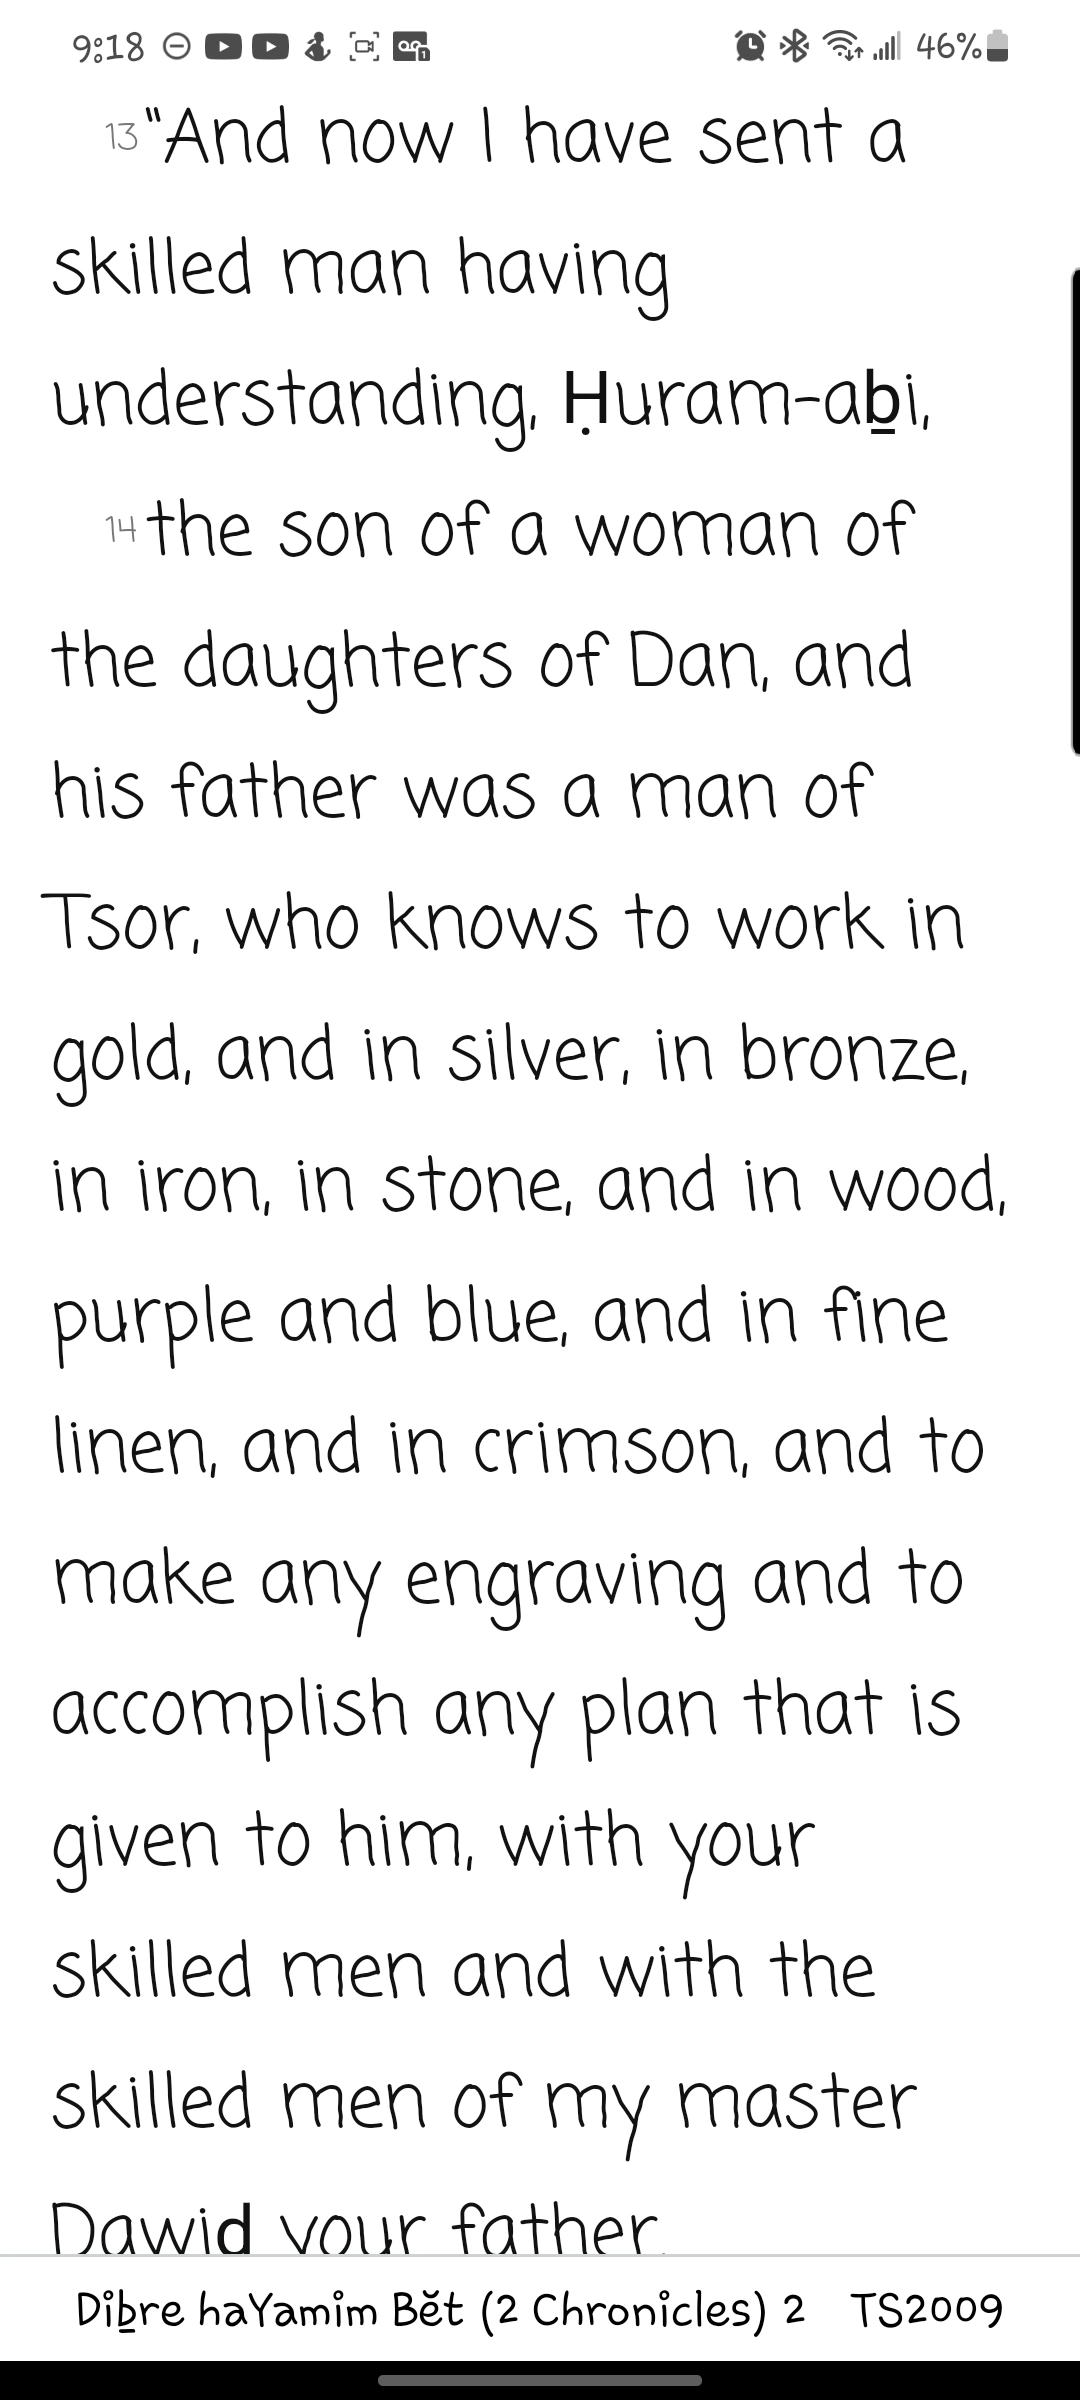 9:18 46%
13 "And now I have sent a
skilled man having
understanding, Ḥuram-aḇi,
14 the son of a woman of
the daughters of Dan, and
his father was a man of
Tsor, who knows to work in
gold, and in silver, in bronze,
in iron, in stone, and in wood,
purple and blue, and in fine
linen, and in crimson, and to
make any engraving and to
accomplish any plan that is
given to him, with your
skilled men and with the
skilled men of my master
Dawid your father.
Diḇre haYamim Bĕt (2 Chronicles) 2 TS2009